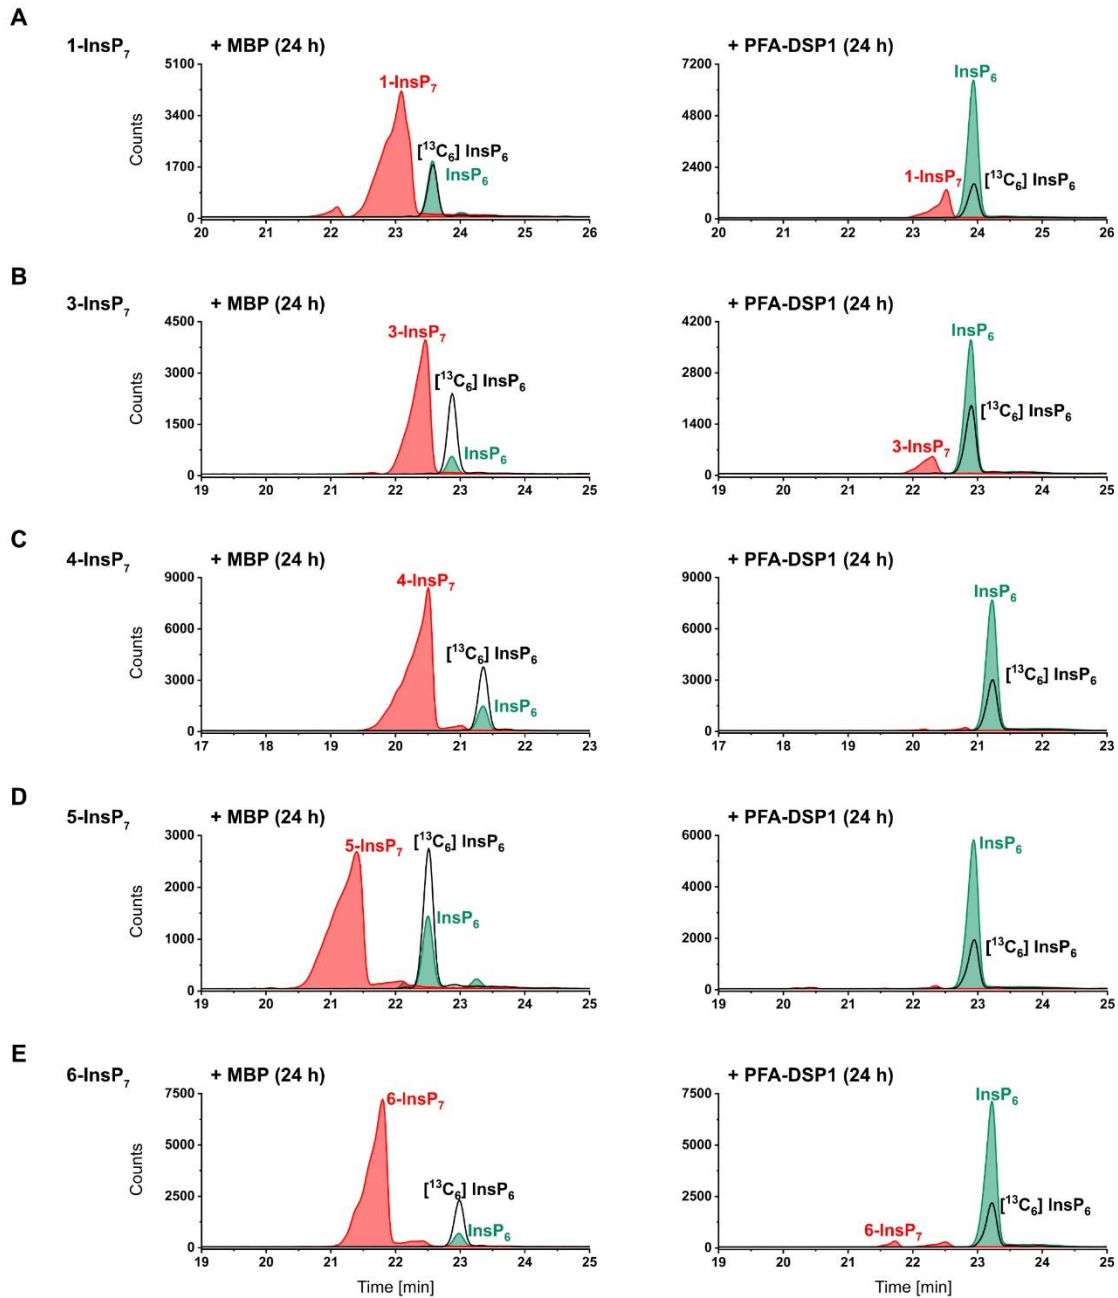 A
1-InsP₇ + MBP (24 h) + PFA-DSP1 (24 h)
5100 1-InsP₇ 7200 InsP₆
Counts 3400 [¹³C₆] InsP₆ 4800
1700 InsP₆ 2400 1-InsP₇ [¹³C₆] InsP₆
0 0
20 21 22 23 24 25 26 20 21 22 23 24 25 26
B
3-InsP₇ + MBP (24 h) + PFA-DSP1 (24 h)
4500 3-InsP₇ 4200 InsP₆
Counts 3000 [¹³C₆] InsP₆ 2800 [¹³C₆] InsP₆
1500 InsP₆ 1400 3-InsP₇
0 0
19 20 21 22 23 24 25 19 20 21 22 23 24 25
C
4-InsP₇ + MBP (24 h) + PFA-DSP1 (24 h)
9000 4-InsP₇ 9000 InsP₆
Counts 6000 [¹³C₆] InsP₆ 6000
3000 InsP₆ 3000 [¹³C₆] InsP₆
0 0
17 18 19 20 21 22 23 17 18 19 20 21 22 23
D
5-InsP₇ + MBP (24 h) + PFA-DSP1 (24 h)
3000 5-InsP₇ [¹³C₆] InsP₆ 6000 InsP₆
Counts 2000 InsP₆ 4000
1000 2000 [¹³C₆] InsP₆
0 0
19 20 21 22 23 24 25 19 20 21 22 23 24 25
E
6-InsP₇ + MBP (24 h) + PFA-DSP1 (24 h)
7500 6-InsP₇ 7500 InsP₆
Counts 5000 5000
2500 [¹³C₆] InsP₆ 2500 [¹³C₆] InsP₆
InsP₆ 6-InsP₇
0 0
19 20 21 22 23 24 25 19 20 21 22 23 24 25
Time [min] Time [min]